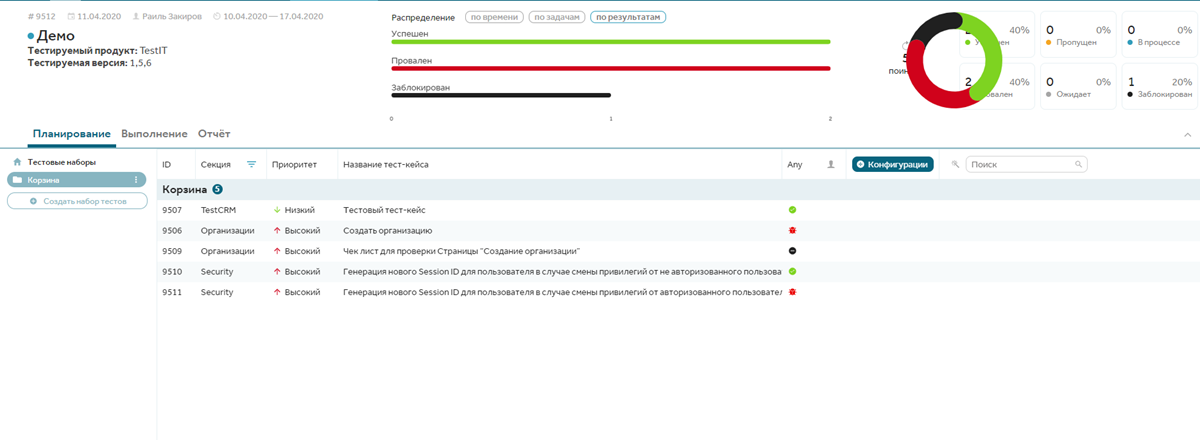 # 9512 11.04.2020 Раиль Закиров 10.04.2020 — 17.04.2020
Демо
Тестируемый продукт: TestIT
Тестируемая версия: 1,5,6
Распределение по времени по задачам по результатам
Успешен
Провален
Заблокирован
0 1 2
5
40%
0 0%
Пропущен
0 0%
В процессе
2 40%
0 0%
Ожидает
1 20%
Заблокирован
Планирование Выполнение Отчёт
Тестовые наборы
Корзина
Создать набор тестов
ID Секция Приоритет Название тест-кейса Any Конфигурации Поиск
Корзина 5
9507 TestCRM Низкий Тестовый тест-кейс
9506 Организации Высокий Создать организацию
9509 Организации Высокий Чек лист для проверки Страницы "Создание организации"
9510 Security Высокий Генерация нового Session ID для пользователя в случае смены привилегий от не авторизованного пользова
9511 Security Высокий Генерация нового Session ID для пользователя в случае смены привилегий от авторизованного пользовател